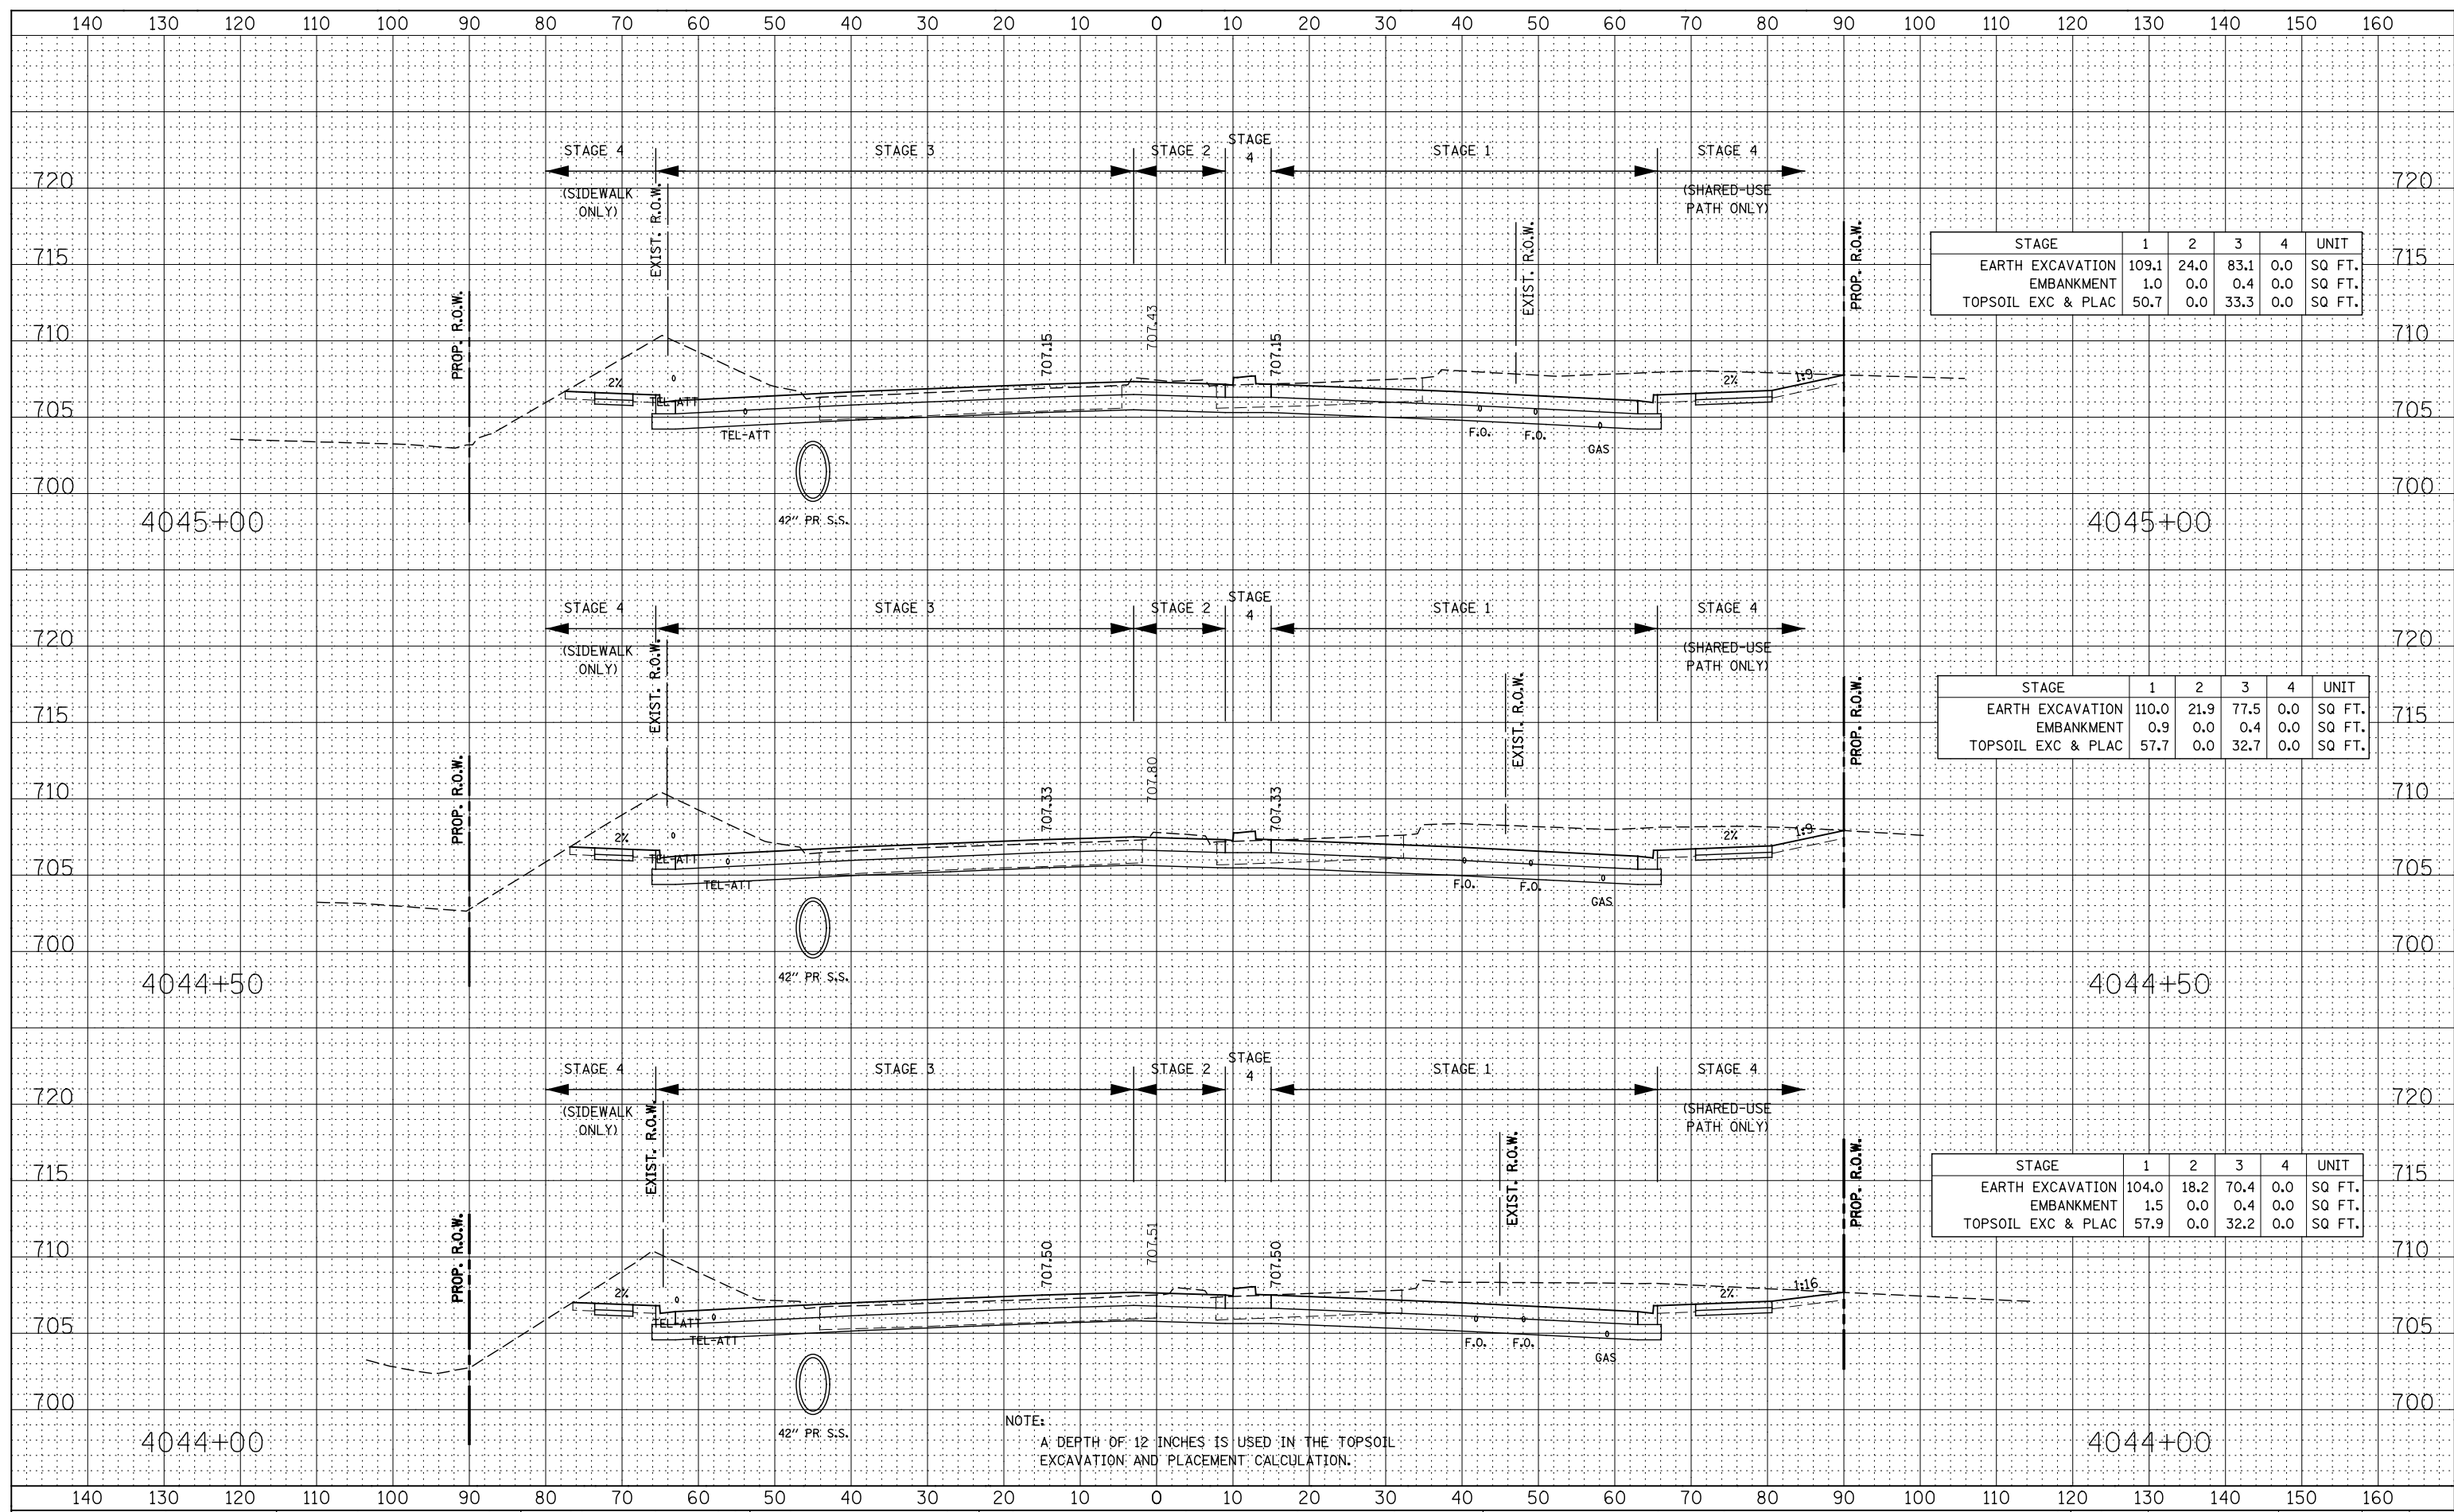 140 130 120 110 100 90 80 70 60 50 40 30 20 10 0 10 20 30 40 50 60 70 80 90 100 110 120 130 140 150 160
STAGE 4 STAGE 3 STAGE 2 STAGE 4 STAGE 1 STAGE 4
720 720
(SIDEWALK
ONLY)
(SHARED-USE
PATH ONLY)
EXIST. R.O.W.
EXIST. R.O.W.
PROP. R.O.W.
PROP. R.O.W.
715 715
STAGE 1 2 3 4 UNIT
EARTH EXCAVATION 109.1 24.0 83.1 0.0 SQ FT.
EMBANKMENT 1.0 0.0 0.4 0.0 SQ FT.
TOPSOIL EXC & PLAC 50.7 0.0 33.3 0.0 SQ FT.
710 710
707.15 707.43 707.15
2% 2% 1:9
TEL-ATT
705 705
TEL-ATT F.O. F.O. GAS
700 700
42" PR S.S.
4045+00 4045+00
STAGE 4 STAGE 3 STAGE 2 STAGE 4 STAGE 1 STAGE 4
720 720
(SIDEWALK
ONLY)
(SHARED-USE
PATH ONLY)
EXIST. R.O.W.
EXIST. R.O.W.
PROP. R.O.W.
PROP. R.O.W.
715 715
STAGE 1 2 3 4 UNIT
EARTH EXCAVATION 110.0 21.9 77.5 0.0 SQ FT.
EMBANKMENT 0.9 0.0 0.4 0.0 SQ FT.
TOPSOIL EXC & PLAC 57.7 0.0 32.7 0.0 SQ FT.
710 710
707.33 707.80 707.33
2% 2% 1:9
TEL-ATT
705 705
TEL-ATT F.O. F.O. GAS
700 700
42" PR S.S.
4044+50 4044+50
STAGE 4 STAGE 3 STAGE 2 STAGE 4 STAGE 1 STAGE 4
720 720
(SIDEWALK
ONLY)
(SHARED-USE
PATH ONLY)
EXIST. R.O.W.
EXIST. R.O.W.
PROP. R.O.W.
PROP. R.O.W.
715 715
STAGE 1 2 3 4 UNIT
EARTH EXCAVATION 104.0 18.2 70.4 0.0 SQ FT.
EMBANKMENT 1.5 0.0 0.4 0.0 SQ FT.
TOPSOIL EXC & PLAC 57.9 0.0 32.2 0.0 SQ FT.
710 710
707.50 707.51 707.50
2% 2% 1:16
TEL-ATT
705 705
TEL-ATT F.O. F.O. GAS
700 700
42" PR S.S.
4044+00 4044+00
NOTE:
A DEPTH OF 12 INCHES IS USED IN THE TOPSOIL
EXCAVATION AND PLACEMENT CALCULATION.
140 130 120 110 100 90 80 70 60 50 40 30 20 10 0 10 20 30 40 50 60 70 80 90 100 110 120 130 140 150 160